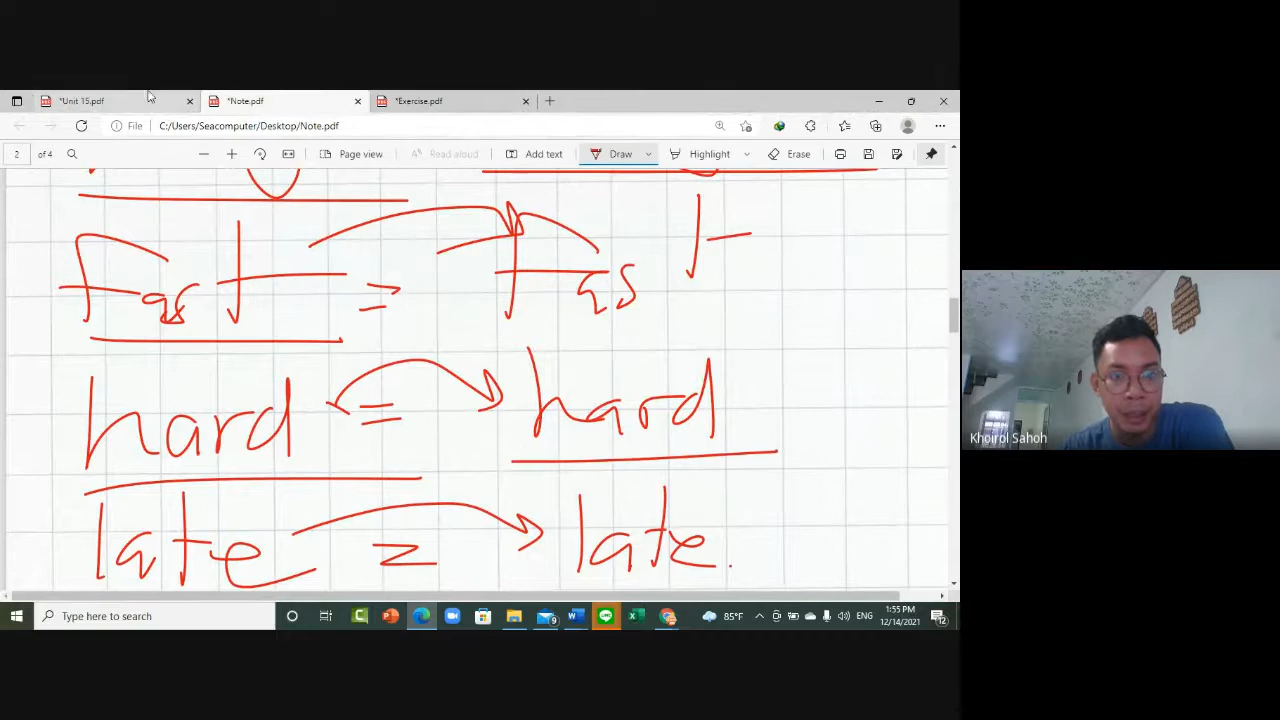 *Unit 15.pdf *Note.pdf *Exercise.pdf
File C:/Users/Seacomputer/Desktop/Note.pdf
2 of 4 Page view Read aloud Add text Draw Highlight Erase
fast = fast
hard = hard
late = late.
Khoirol Sahoh
Type here to search 9 85°F ENG 1:55 PM
12/14/2021 12